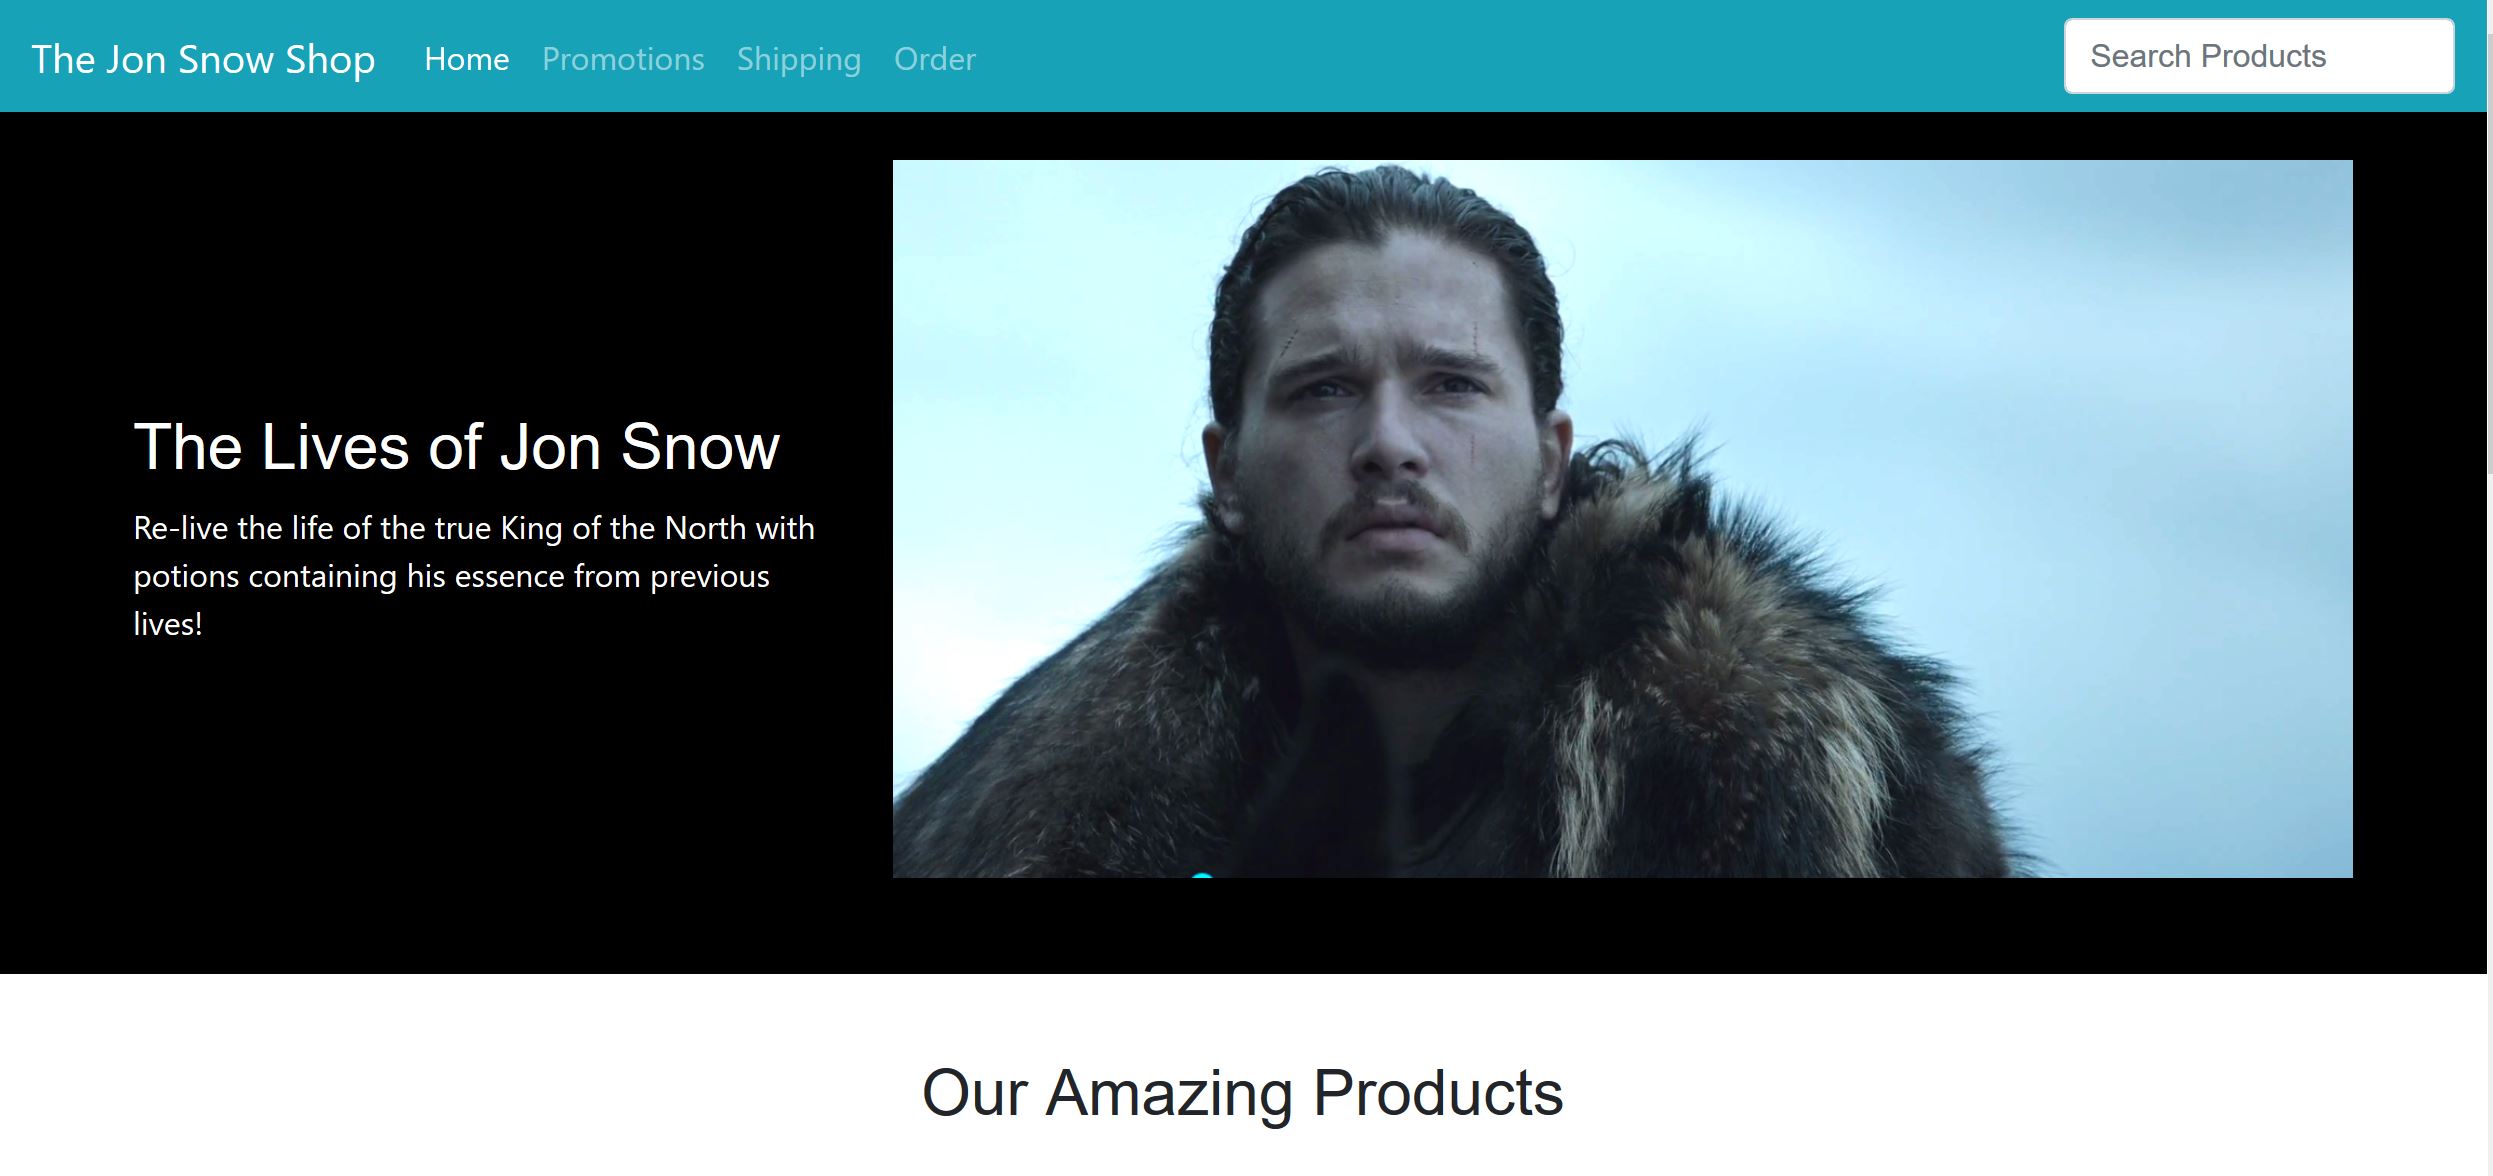 The Jon Snow Shop
Home
Promotions
Shipping
Order
Search Products
The Lives of Jon Snow
Re-live the life of the true King of the North with
potions containing his essence from previous
lives!
Our Amazing Products